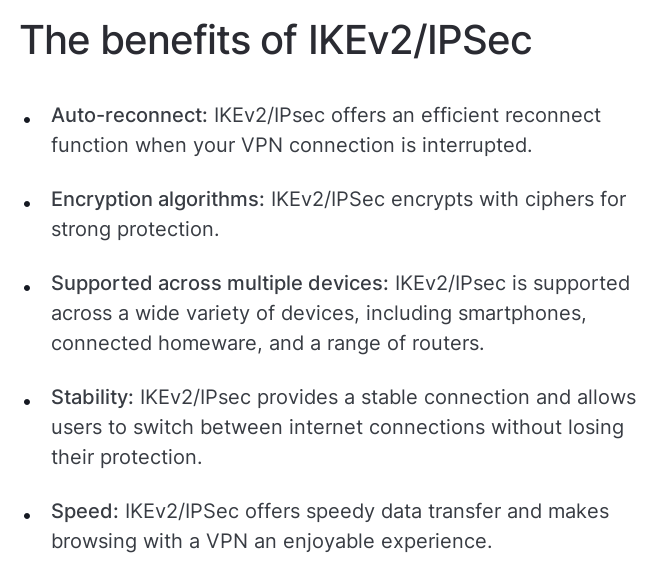 The benefits of IKEv2/IPSec
• Auto-reconnect: IKEv2/IPsec offers an efficient reconnect
function when your VPN connection is interrupted.
• Encryption algorithms: IKEv2/IPSec encrypts with ciphers for
strong protection.
• Supported across multiple devices: IKEv2/IPsec is supported
across a wide variety of devices, including smartphones,
connected homeware, and a range of routers.
• Stability: IKEv2/IPsec provides a stable connection and allows
users to switch between internet connections without losing
their protection.
• Speed: IKEv2/IPSec offers speedy data transfer and makes
browsing with a VPN an enjoyable experience.